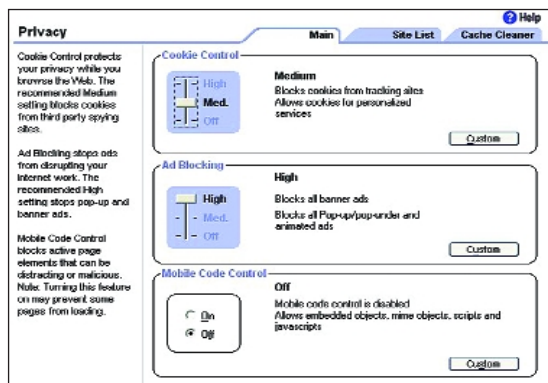 Help
Privacy
Main
Site List
Cache Cleaner
Cookie Control protects
your privacy while you
browse the Web. The
recommended Medium
setting blocks cookies
from third party spying
sites.
Ad Blocking stops ads
from disrupting your
Internet work. The
recommended High
setting stops pop-up and
banner ads.
Mobile Code Control
blocks active page
elements that can be
distracting or malicious.
Note: Turning this feature
on may prevent some
pages from loading.
Cookie Control
High
Med.
Off
Medium
Blocks cookies from tracking sites
Allows cookies for personalized
services
Custom
Ad Blocking
High
Med.
Off
High
Blocks all banner ads
Blocks all Pop-up/pop-under and
animated ads
Custom
Mobile Code Control
On
Off
Off
Mobile code control is disabled
Allows embedded objects, mime objects, scripts and
javascripts
Custom